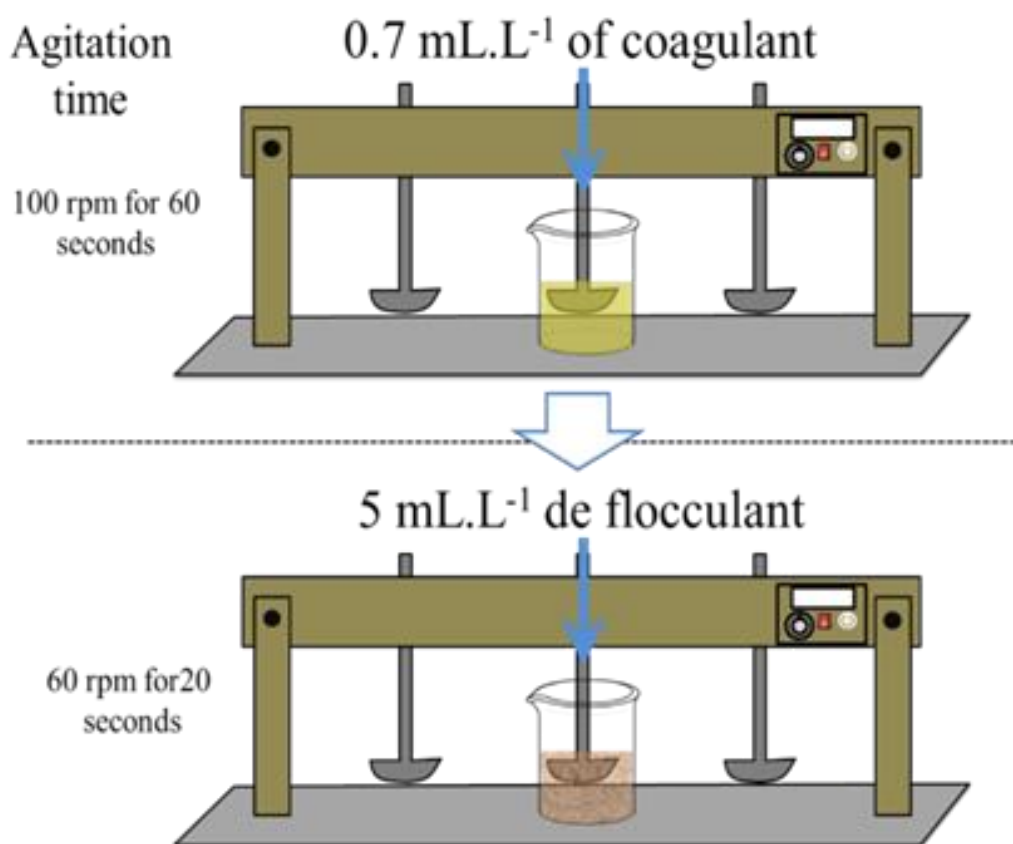 Agitation
time
0.7 mL.L⁻¹ of coagulant
100 rpm for 60
seconds
5 mL.L⁻¹ de flocculant
60 rpm for20
seconds